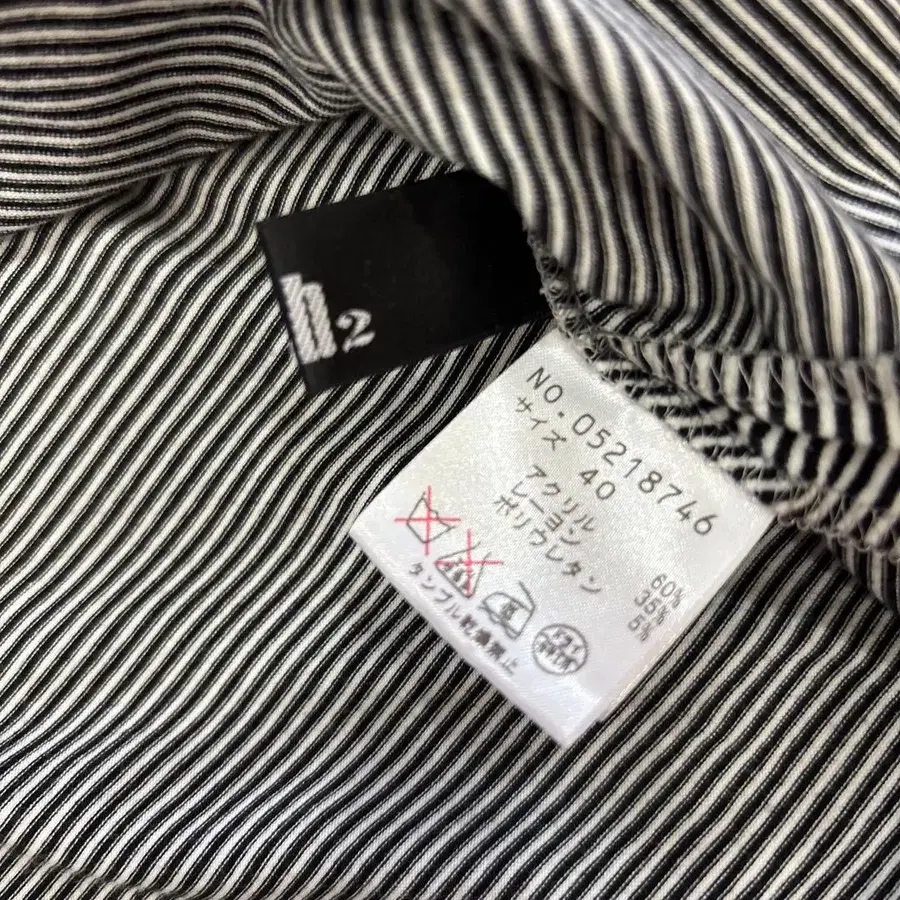 h2
NO.05218746
サイズ 40
アクリル 60%
レーヨン 35%
ポリウレタン 5%
タンブル乾燥禁止